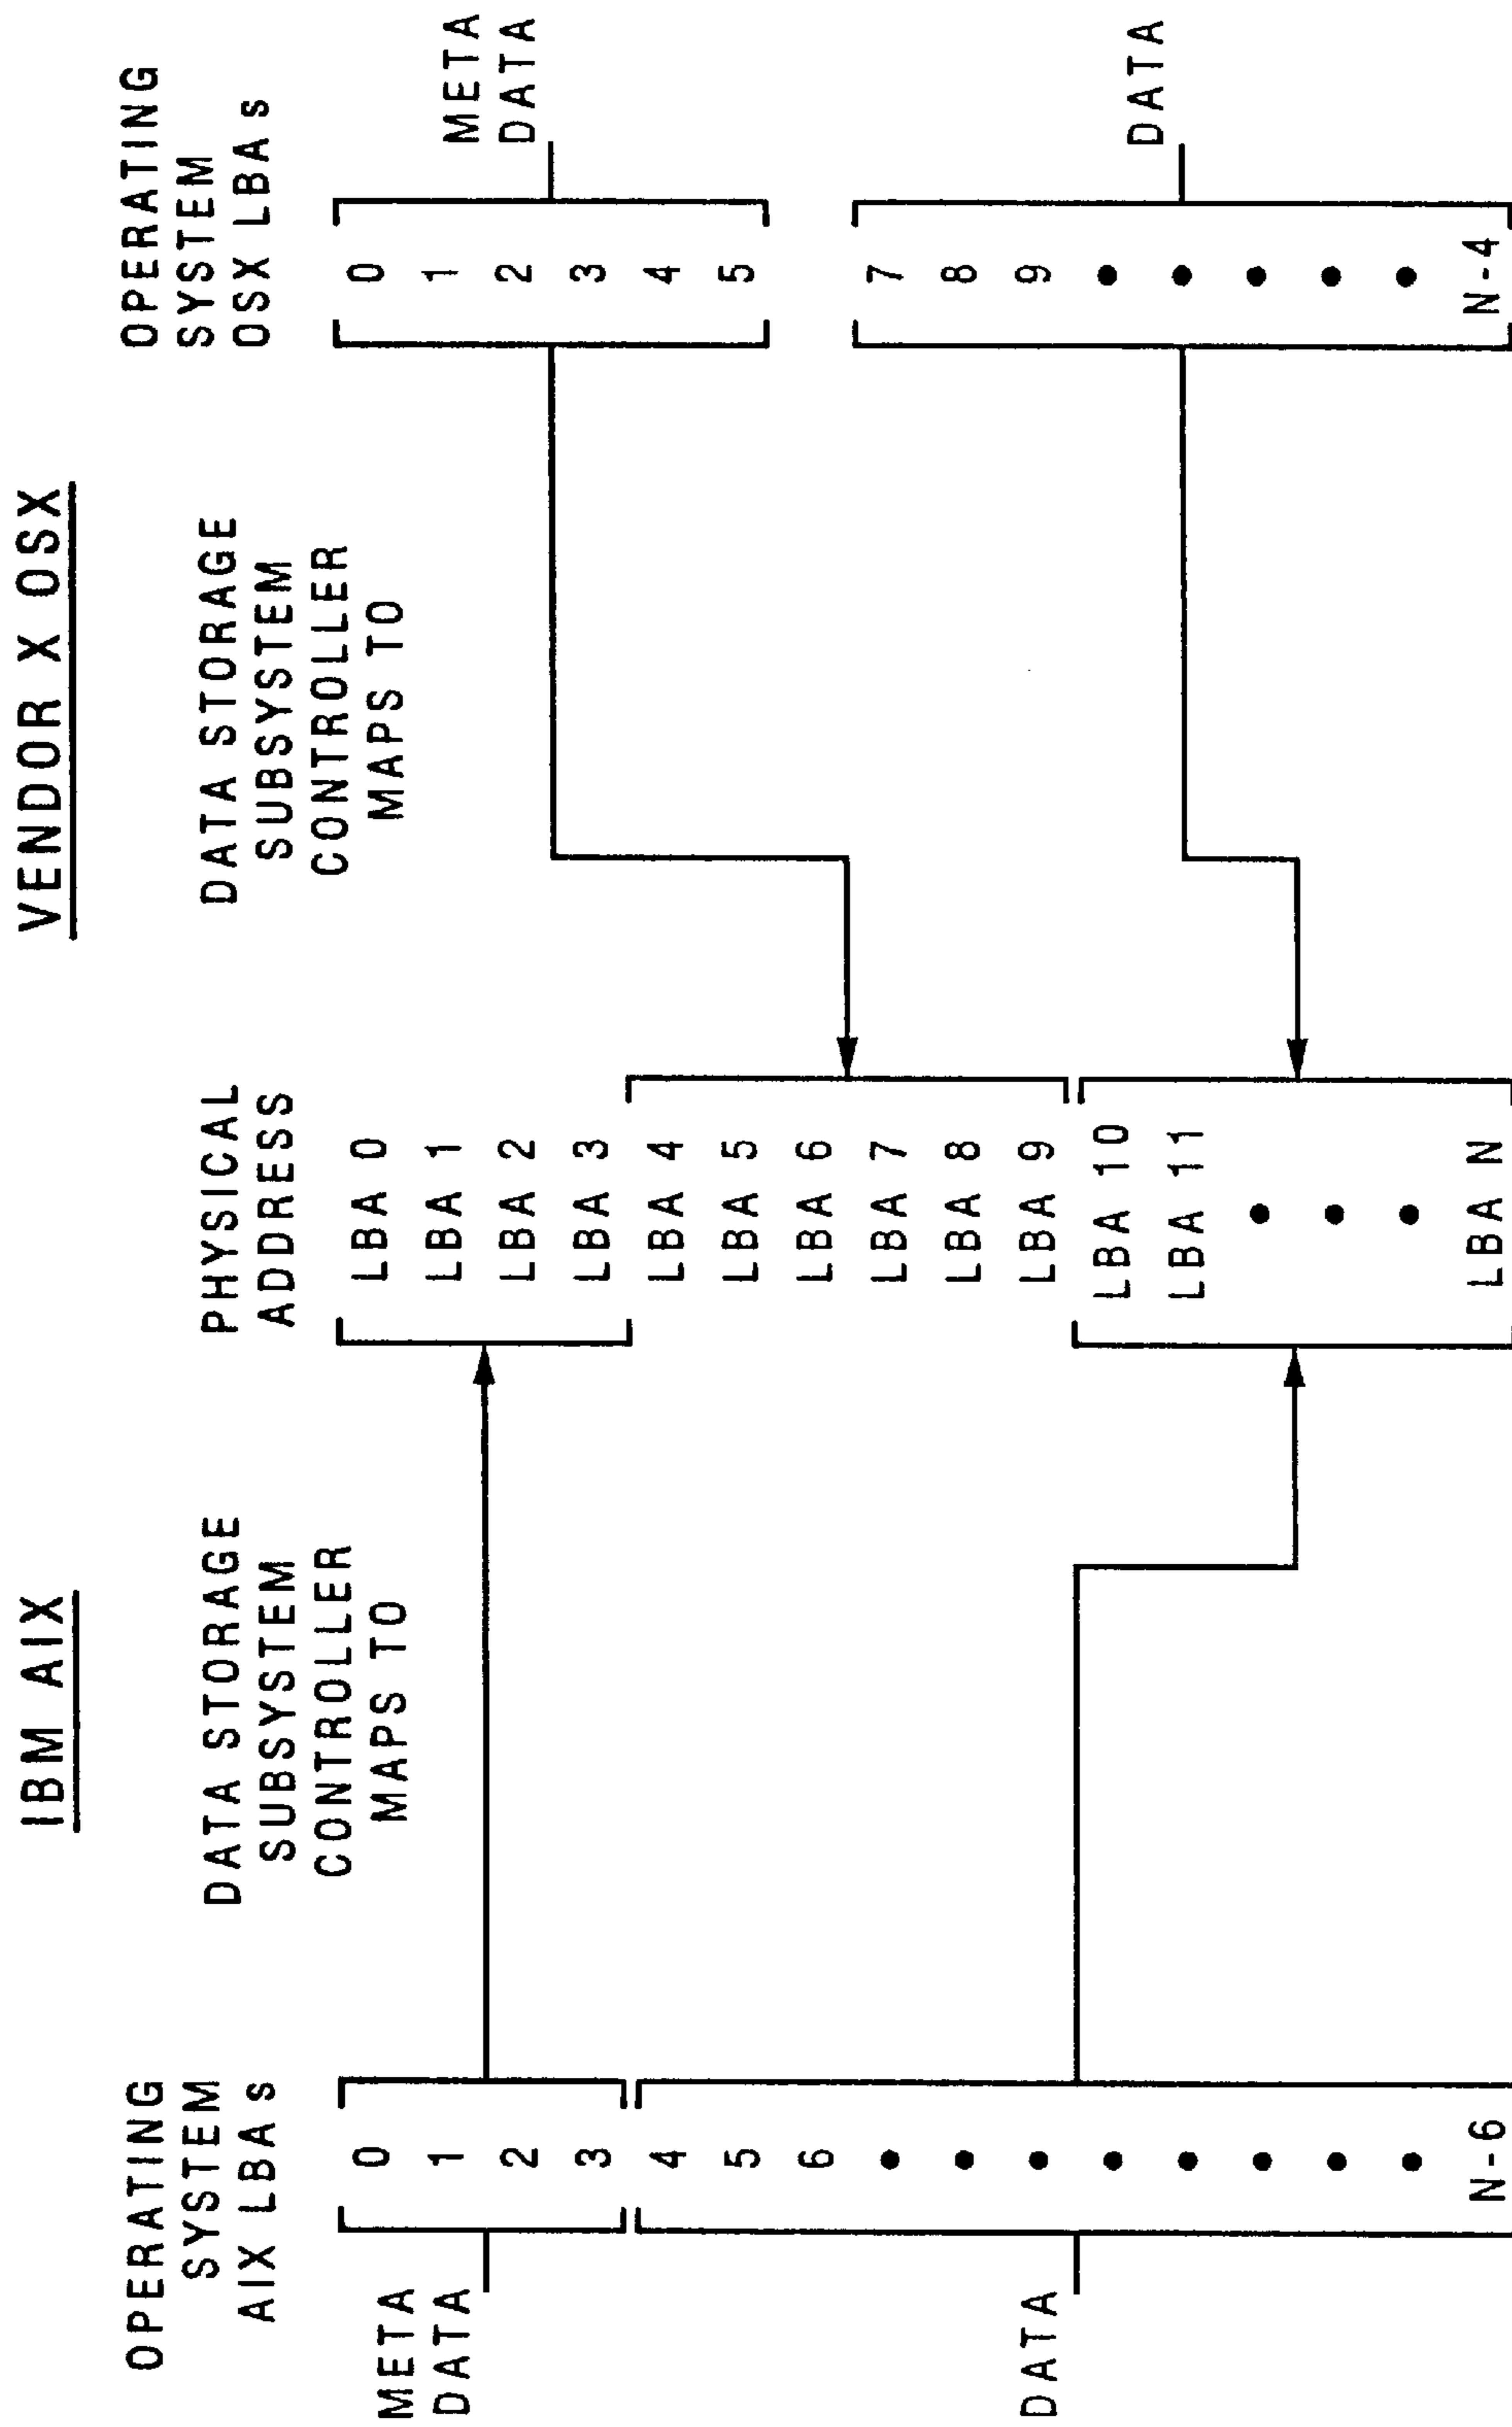 IBM AIX
VENDOR X OSX
OPERATING
SYSTEM
AIX LBAs
DATA STORAGE
SUBSYSTEM
CONTROLLER
MAPS TO
PHYSICAL
ADDRESS
DATA STORAGE
SUBSYSTEM
CONTROLLER
MAPS TO
OPERATING
SYSTEM
OSX LBAs
META
DATA
0
1
2
3
DATA
4
5
6
N-6
LBA 0
LBA 1
LBA 2
LBA 3
LBA 4
LBA 5
LBA 6
LBA 7
LBA 8
LBA 9
LBA 10
LBA 11
LBA N
0
1
2
3
4
5
META
DATA
7
8
9
N-4
DATA